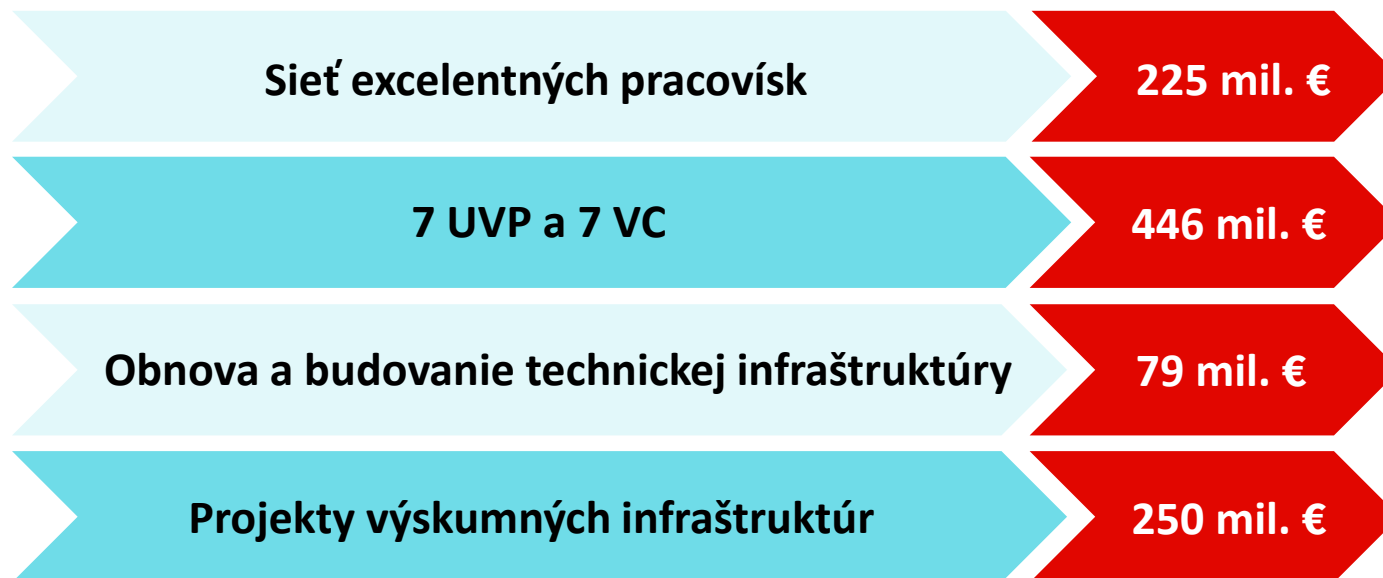 Sieť excelentných pracovísk 225 mil. €
7 UVP a 7 VC 446 mil. €
Obnova a budovanie technickej infraštruktúry 79 mil. €
Projekty výskumných infraštruktúr 250 mil. €